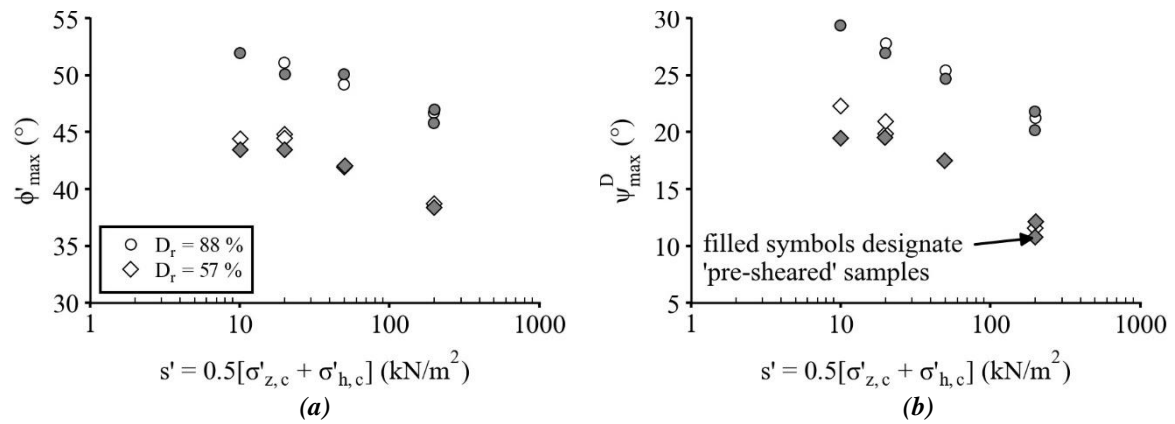 55
50
45
40
35
30
ϕ'max (°)
○ Dr = 88 %
◇ Dr = 57 %
1 10 100 1000
s' = 0.5[σ'z, c + σ'h, c] (kN/m²)
(a)
30
25
20
15
10
5
ψᴰmax (°)
filled symbols designate
'pre-sheared' samples
1 10 100 1000
s' = 0.5[σ'z, c + σ'h, c] (kN/m²)
(b)